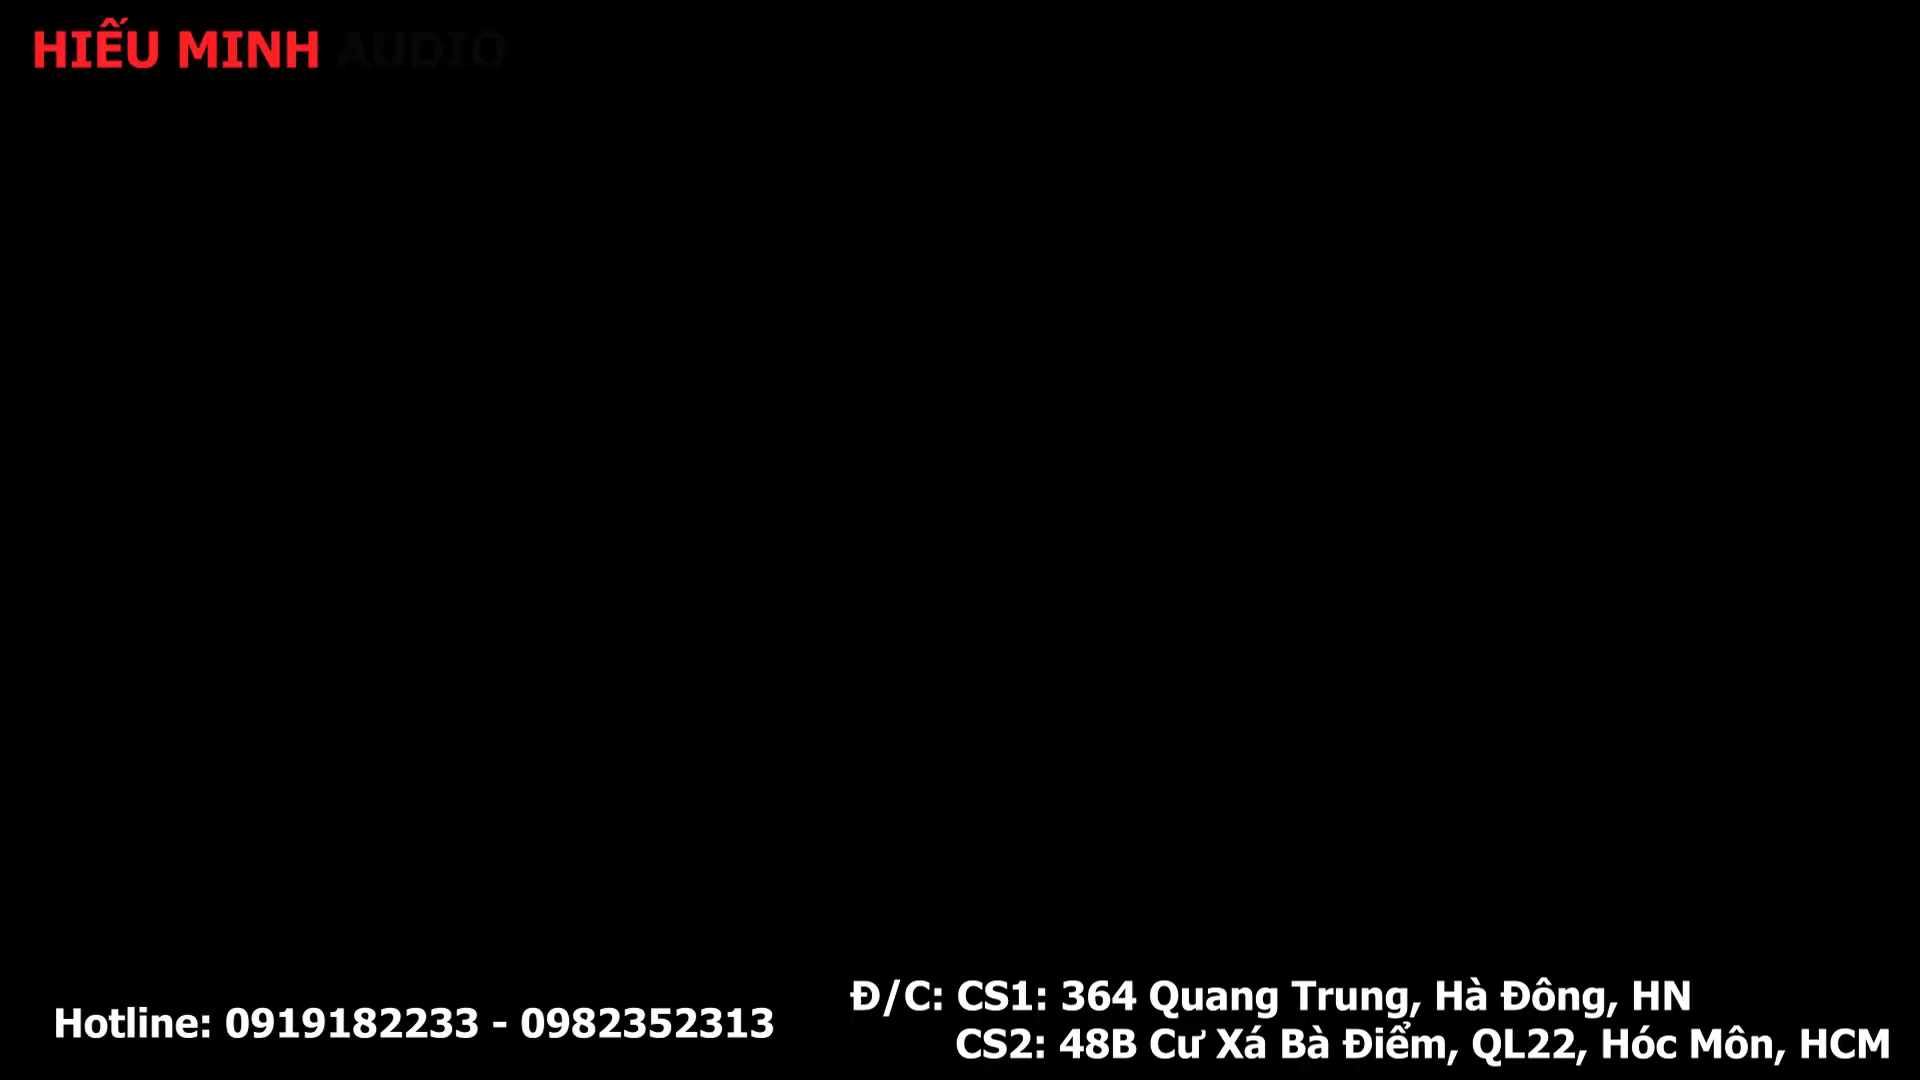 HIẾU MINH AUDIO
Hotline: 0919182233 - 0982352313
Đ/C: CS1: 364 Quang Trung, Hà Đông, HN
CS2: 48B Cư Xá Bà Điểm, QL22, Hóc Môn, HCM